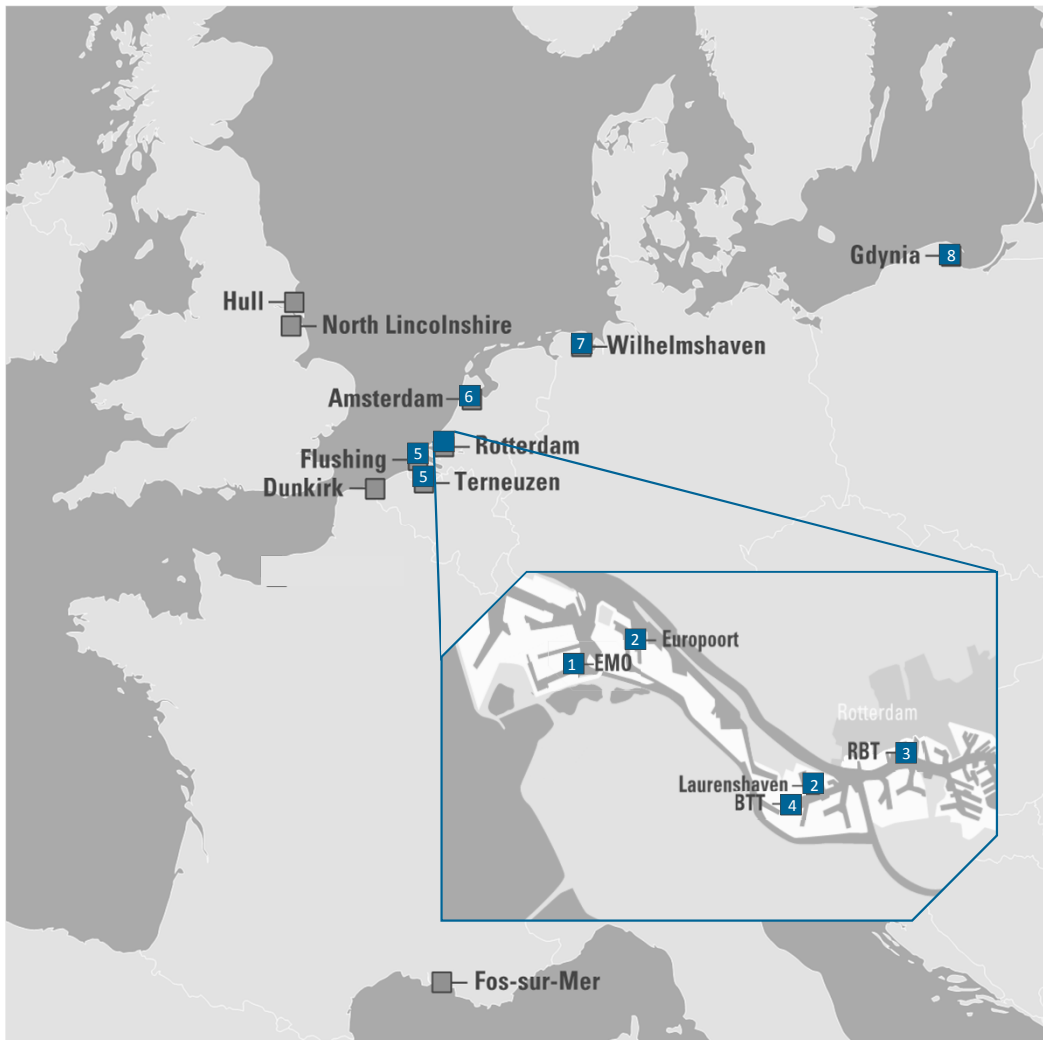 Gdynia 8
Hull
North Lincolnshire
7 Wilhelmshaven
Amsterdam 6
Rotterdam
Flushing 5
5 Terneuzen
Dunkirk
2 Europoort
1 EMO
Rotterdam
RBT 3
Laurenshaven 2
BTT 4
Fos-sur-Mer